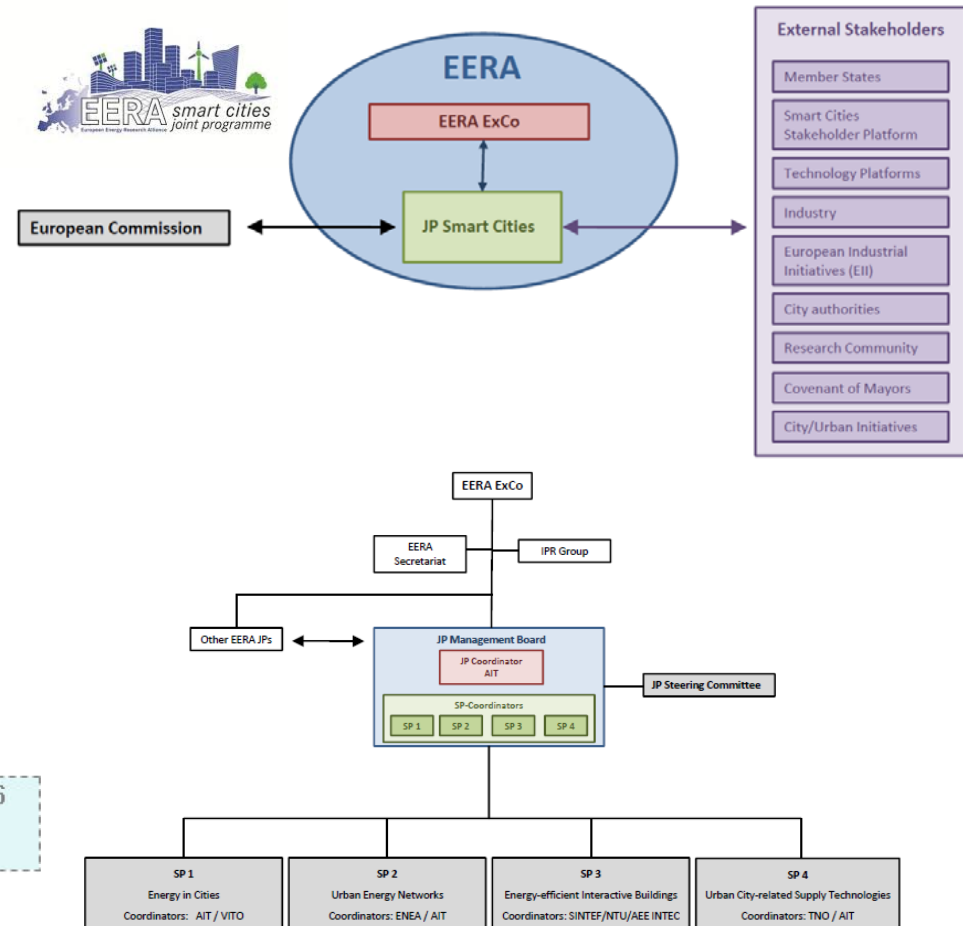 EERA smart cities
European Energy Research Alliance joint programme
EERA
EERA ExCo
JP Smart Cities
European Commission
External Stakeholders
Member States
Smart Cities
Stakeholder Platform
Technology Platforms
Industry
European Industrial
Initiatives (EII)
City authorities
Research Community
Covenant of Mayors
City/Urban Initiatives
EERA ExCo
EERA
Secretariat
IPR Group
Other EERA JPs
JP Management Board
JP Coordinator
AIT
SP-Coordinators
SP 1 SP 2 SP 3 SP 4
JP Steering Committee
SP 1
Energy in Cities
Coordinators: AIT / VITO
SP 2
Urban Energy Networks
Coordinators: ENEA / AIT
SP 3
Energy-efficient Interactive Buildings
Coordinators: SINTEF/NTU/AEE INTEC
SP 4
Urban City-related Supply Technologies
Coordinators: TNO / AIT